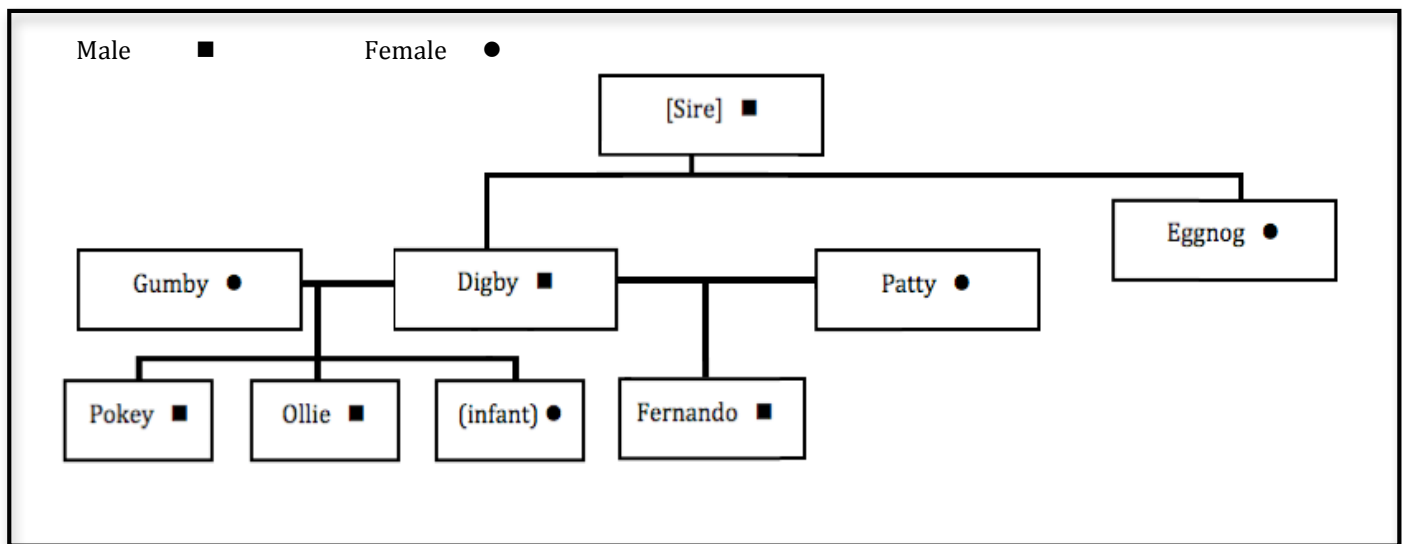 Male ■ Female ●
[Sire] ■
Eggnog ●
Gumby ● Digby ■ Patty ●
Pokey ■ Ollie ■ (infant) ● Fernando ■